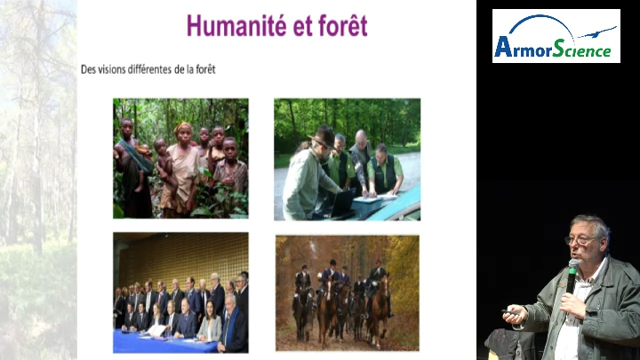 Humanité et forêt
Des visions différentes de la forêt
ArmorScience